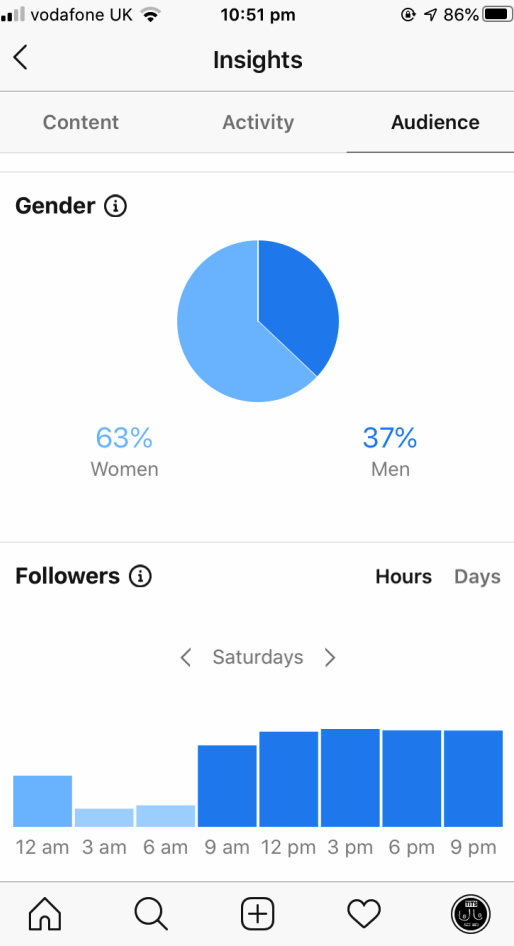 vodafone UK 10:51 pm 86%
Insights
Content Activity Audience
Gender
63% 37%
Women Men
Followers Hours Days
Saturdays
12 am 3 am 6 am 9 am 12 pm 3 pm 6 pm 9 pm